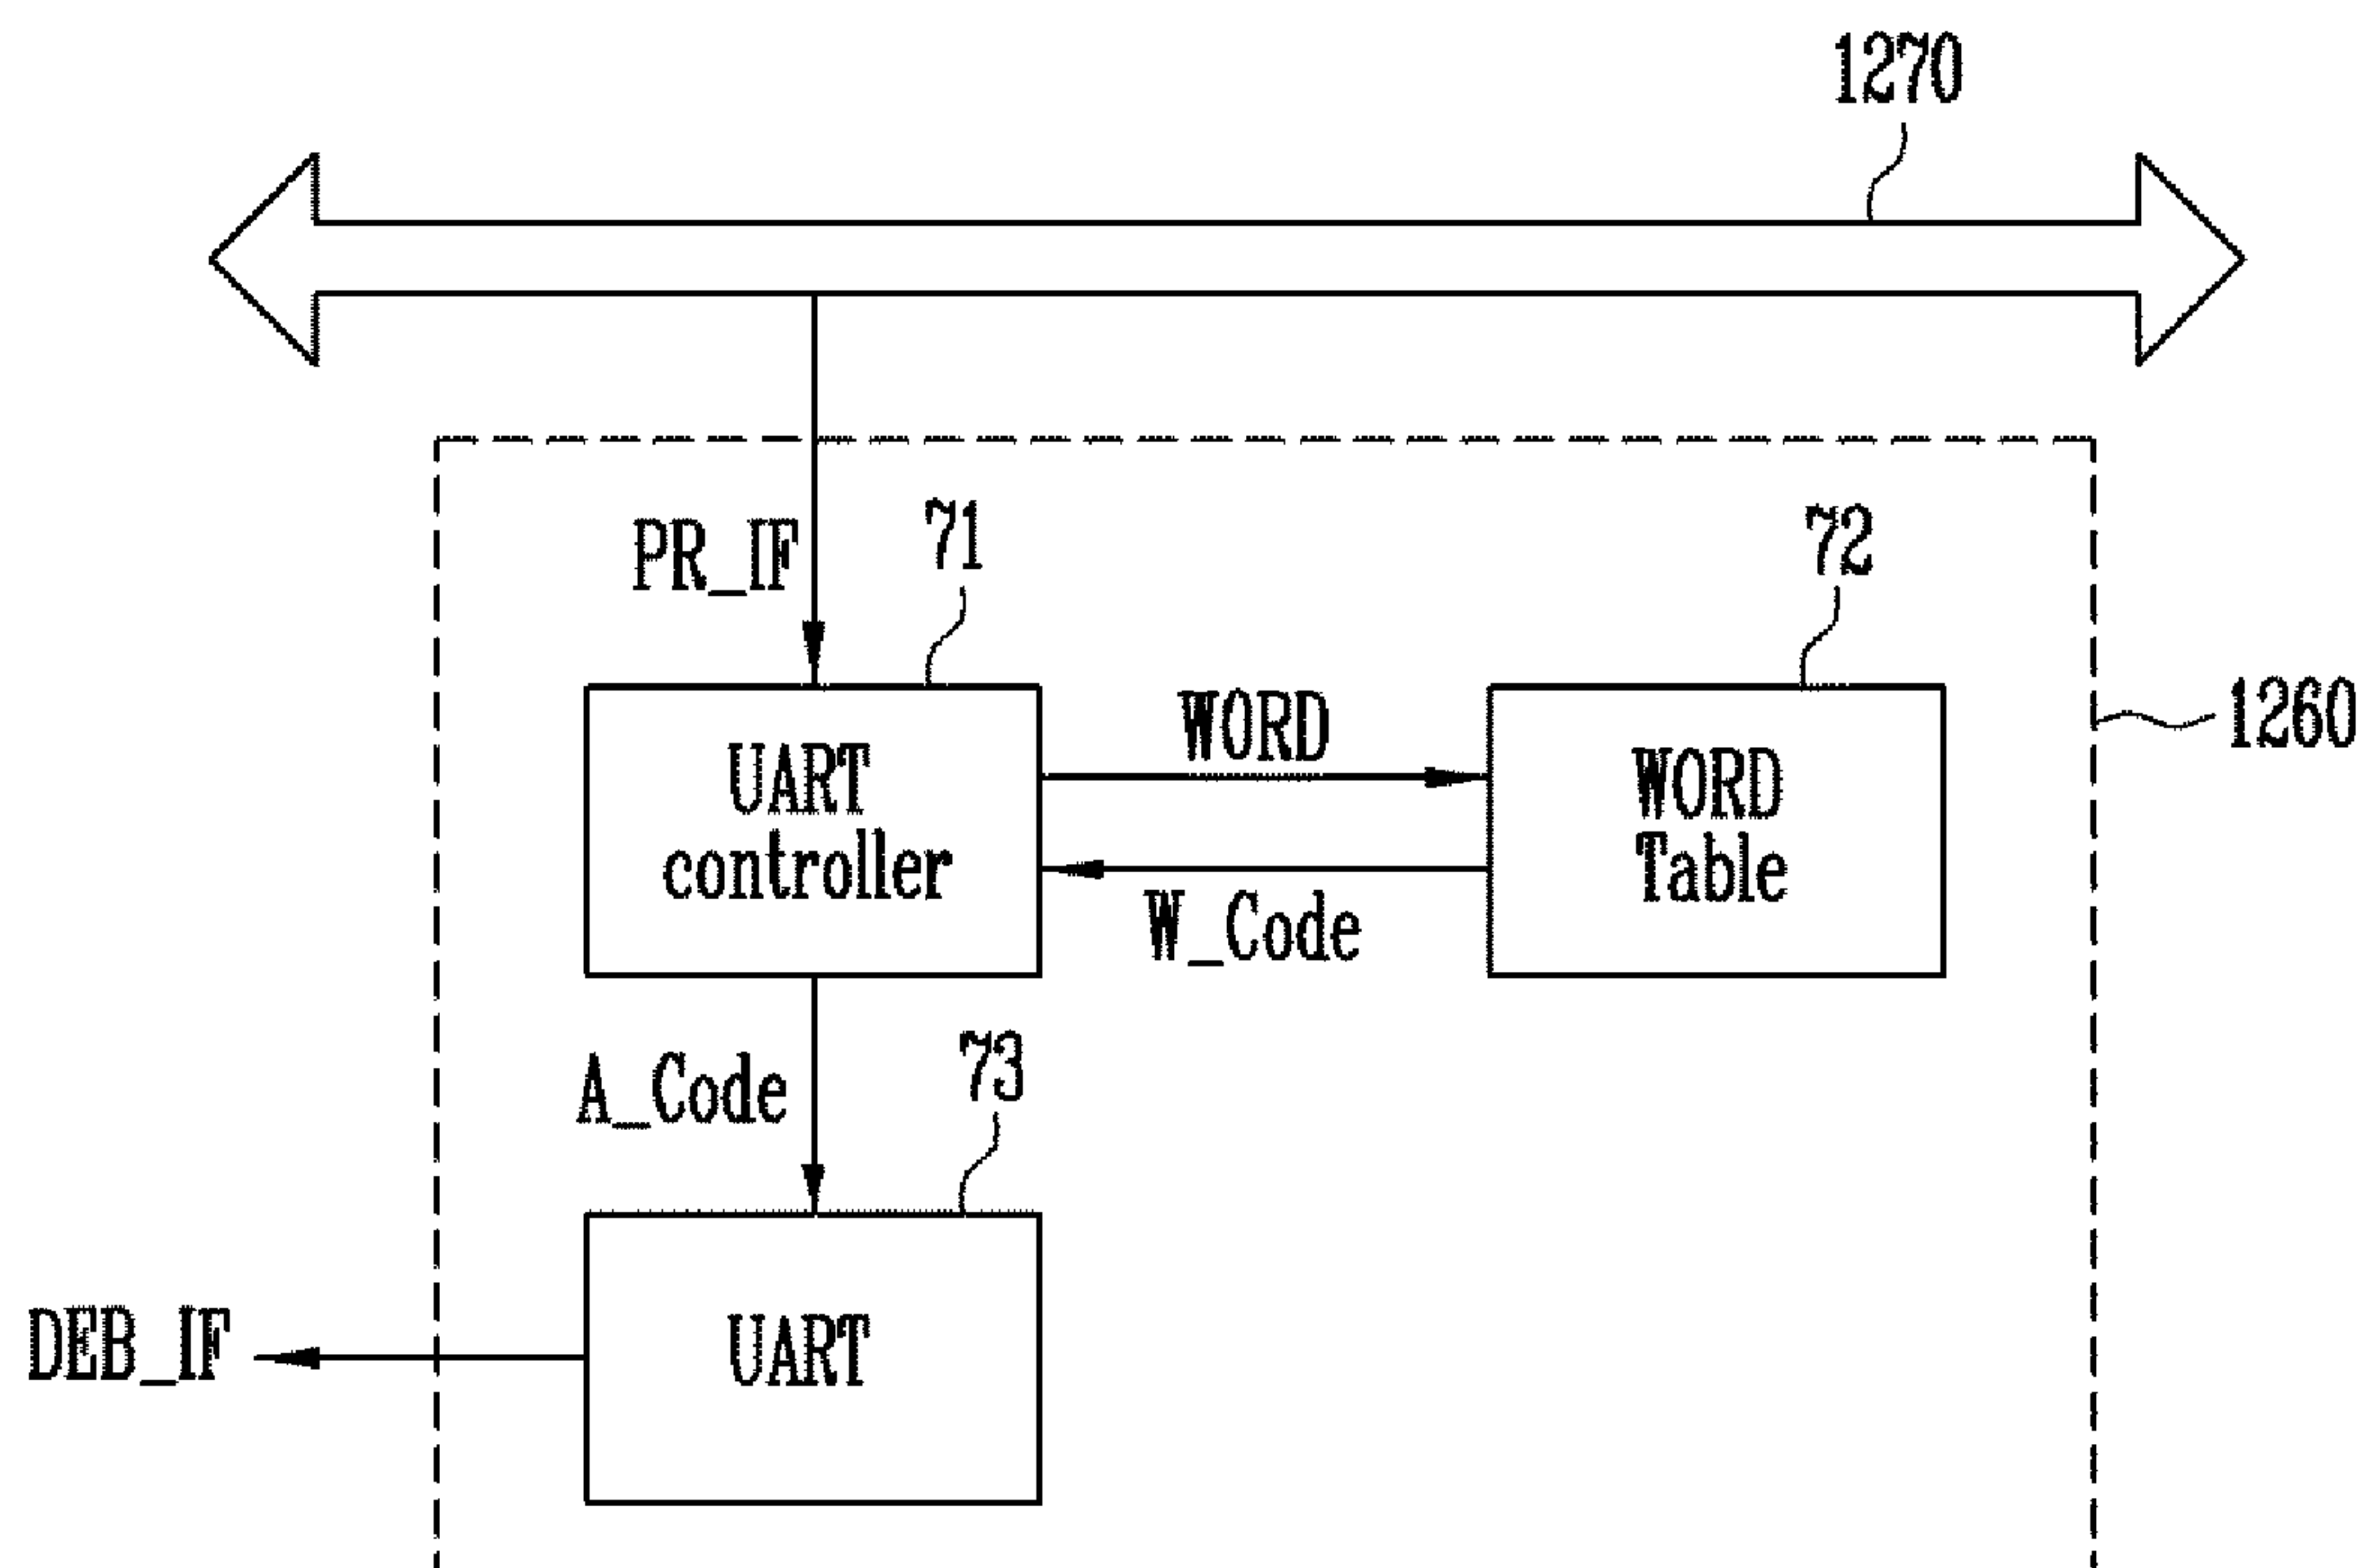 1270
PR_IF
71
72
1260
UART
controller
WORD
W_Code
WORD
Table
A_Code
73
UART
DEB_IF